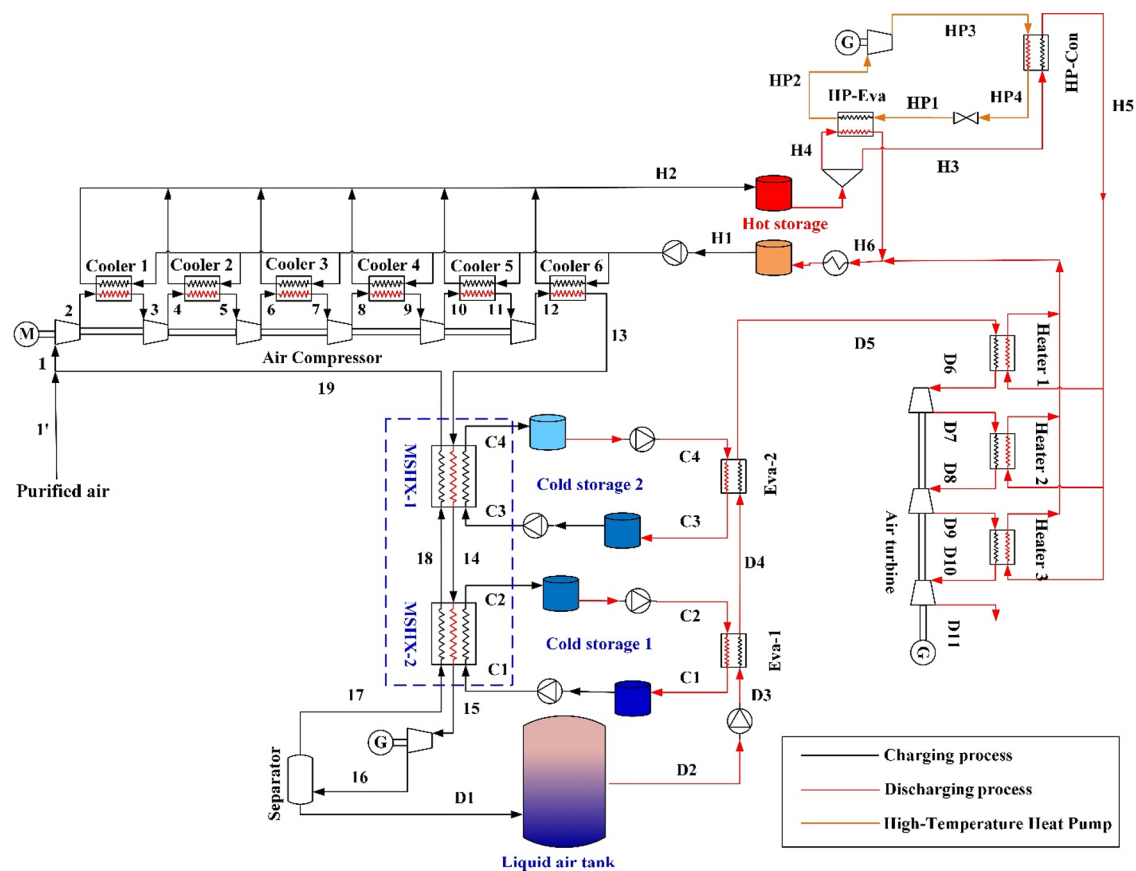 HP3
G
HP-Con
HP2
HP-Eva
HP1
HP4
H5
H4
H3
H2
Hot storage
H1
H6
Cooler 1
Cooler 2
Cooler 3
Cooler 4
Cooler 5
Cooler 6
2
3
4
5
6
7
8
9
10
11
12
13
M
Air Compressor
1
19
1'
Purified air
D5
Heater 1
D6
D7
Heater 2
D8
D9
D10
Heater 3
Air turbine
D11
G
MSHX-1
C4
C4
Eva-2
Cold storage 2
C3
C3
18
14
D4
MSHX-2
C2
C2
Cold storage 1
Eva-1
C1
C1
17
15
D3
G
Separator
16
D1
D2
Liquid air tank
Charging process
Discharging process
High-Temperature Heat Pump